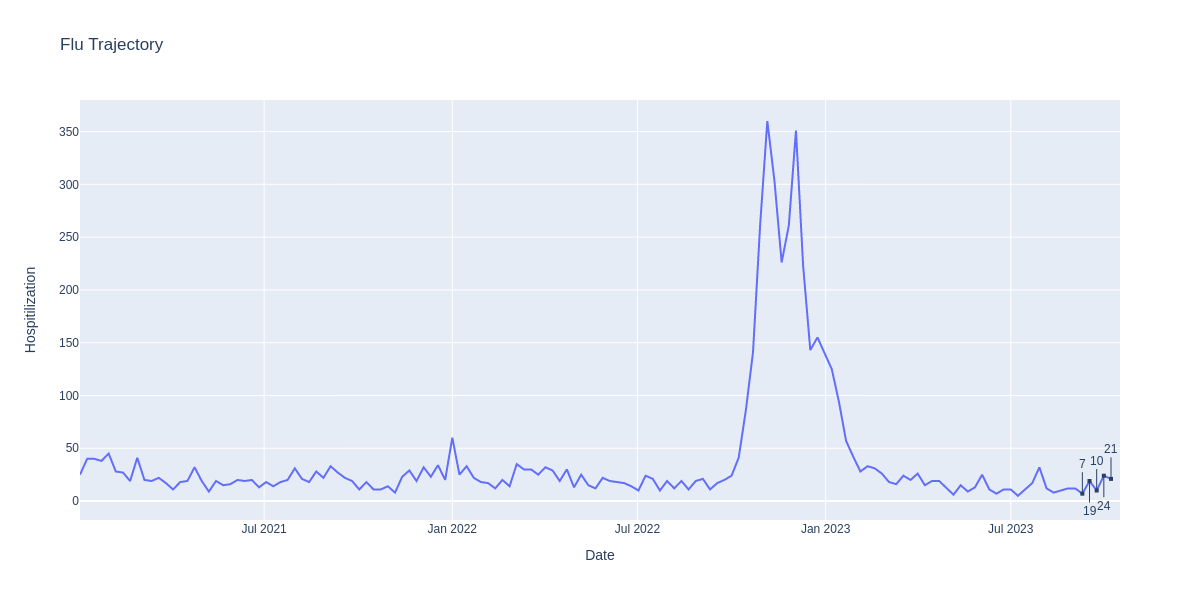 Flu Trajectory
Hospitilization
350
300
250
200
150
100
50
0
7
19
10
24
21
Jul 2021
Jan 2022
Jul 2022
Jan 2023
Jul 2023
Date